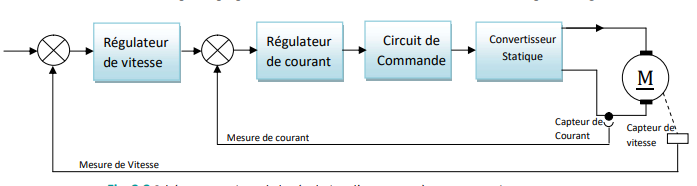 Régulateur
de vitesse
Régulateur
de courant
Circuit de
Commande
Convertisseur
Statique
M
Capteur de
Courant
Capteur de
vitesse
Mesure de courant
Mesure de Vitesse